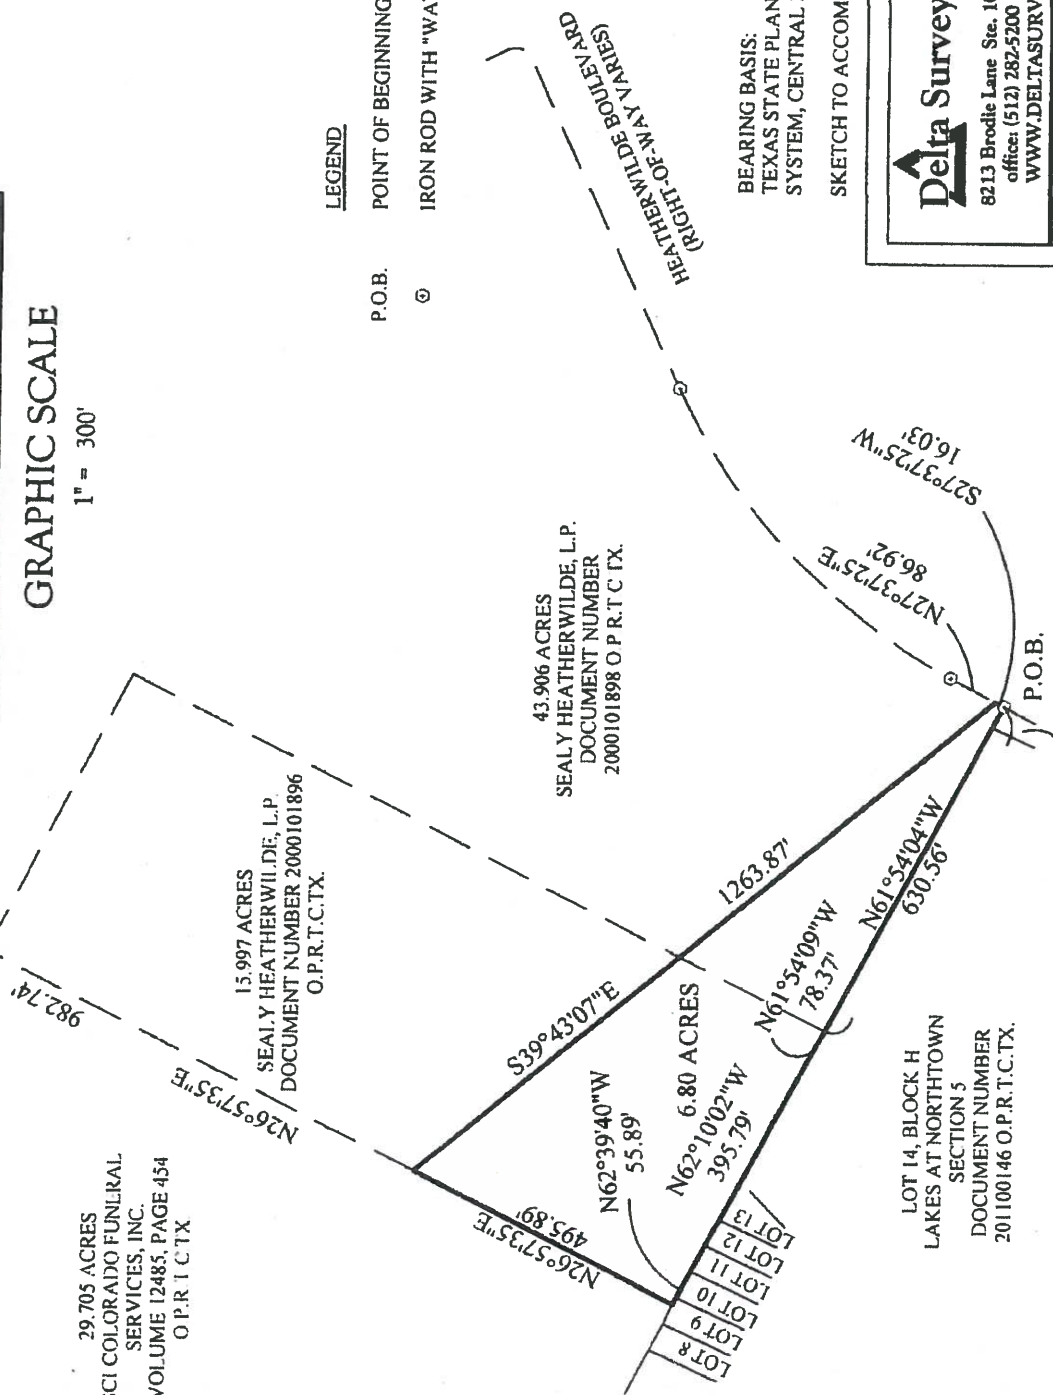 GRAPHIC SCALE
1" = 300'
LEGEND
P.O.B. POINT OF BEGINNING
IRON ROD WITH
HEATHERWILDE BOULEVARD
(RIGHT-OF-WAY VARIES)
BEARING BASIS:
TEXAS STATE
SYSTEM, CENTRAL
SKETCH TO
Delta Survey
8213 Brodie Lane Ste.
office: (512) 282-5200
15.997 ACRES
SEALY HEATHERWILDE, L.P.
DOCUMENT NUMBER 2000101896
O.P.R.T.C.TX.
43.906 ACRES
SEALY HEATHERWILDE, L.P.
DOCUMENT NUMBER
2000101898 O.P.R.T.C.TX.
29.705 ACRES
SCI COLORADO FUNERAL
SERVICES, INC.
VOLUME 12485, PAGE 454
O.P.R.T.C.TX
982.74'
N26°57'35"E
N26°57'35"E
495.89'
S39°43'07"E
1263.87'
S27°37'25"W
16.03'
N27°37'25"E
86.92'
P.O.B.
N61°54'04"W
630.56'
N61°54'09"W
78.37'
6.80 ACRES
N62°10'02"W
395.79'
N62°39'40"W
55.89'
LOT 8
LOT 9
LOT 10
LOT 11
LOT 12
LOT 13
LOT 14, BLOCK H
LAKES AT NORTHTOWN
SECTION 5
DOCUMENT NUMBER
201100146 O.P.R.T.C.TX.